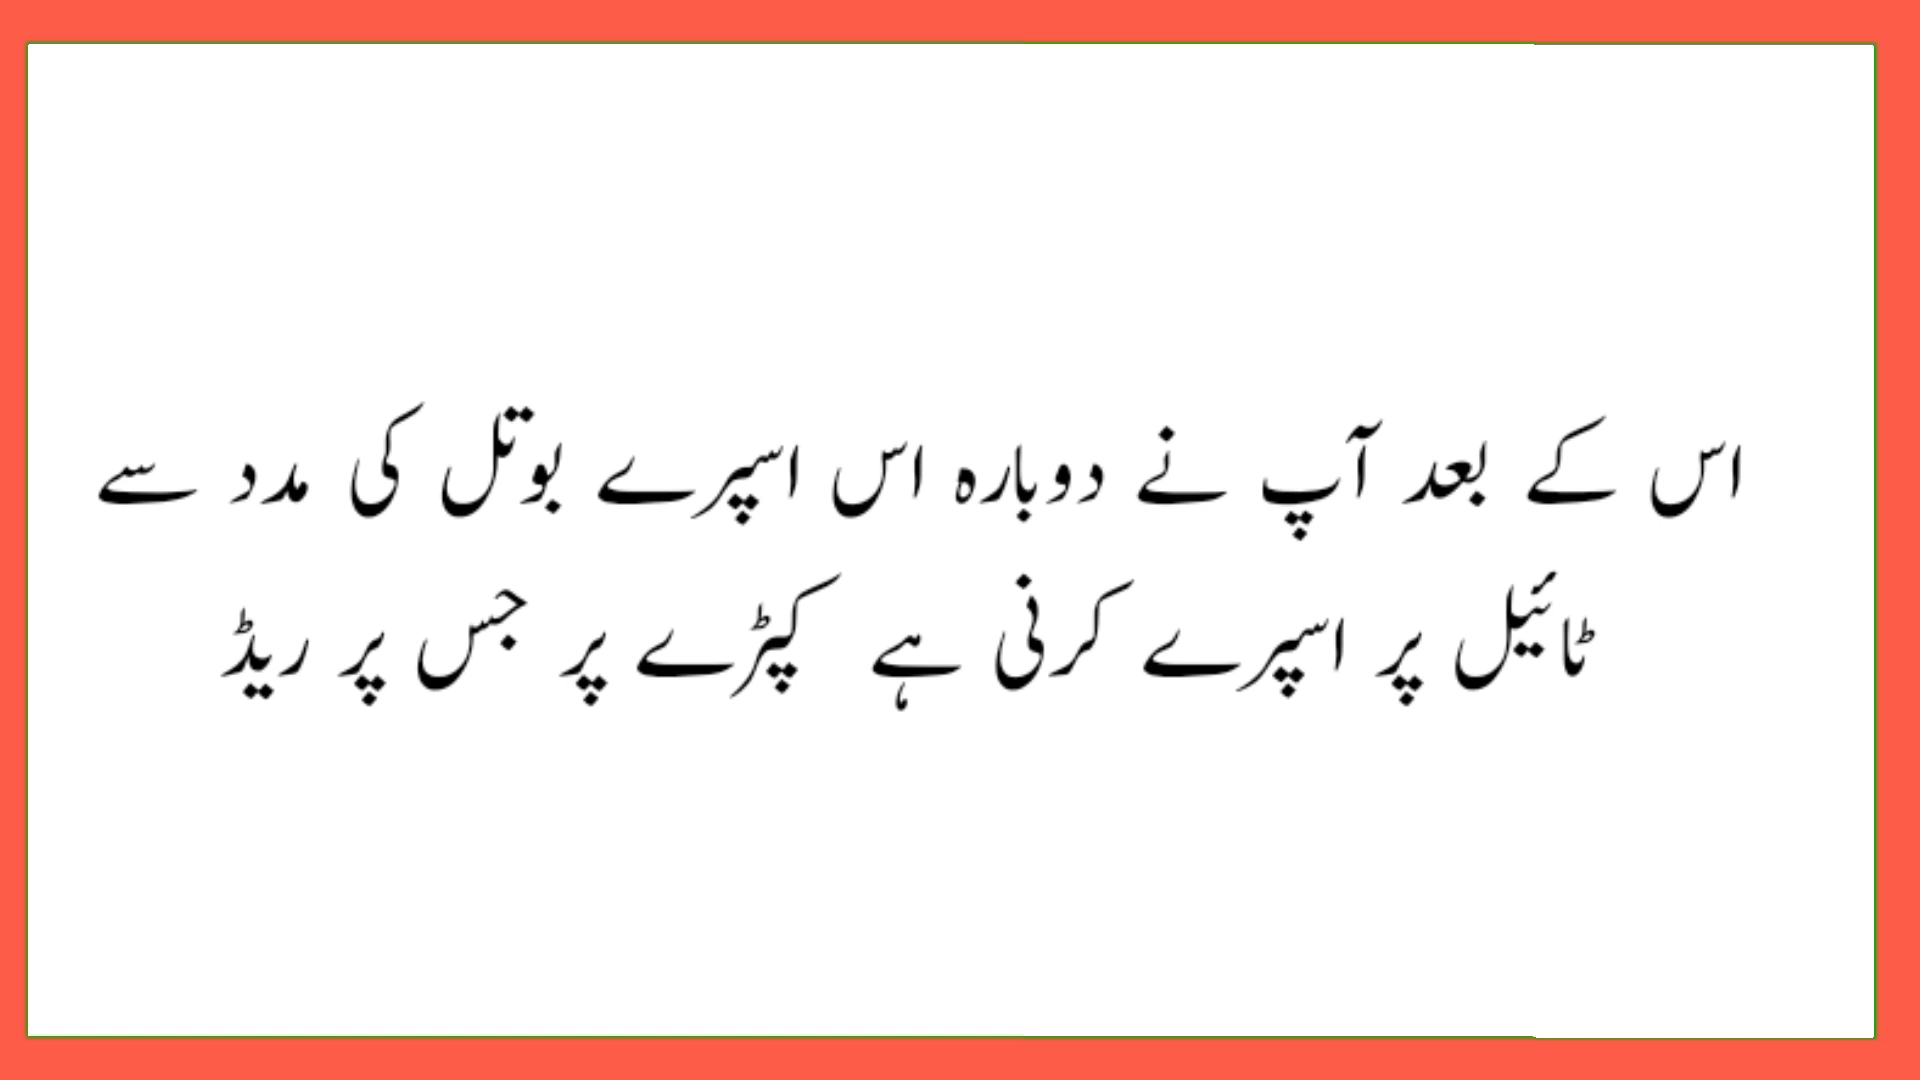 اس کے بعد آپ نے دوبارہ اس اسپرے بوتل کی مدد سے
ٹائیل پر اسپرے کرنی ہے کپڑے پر جس پر ریڈ